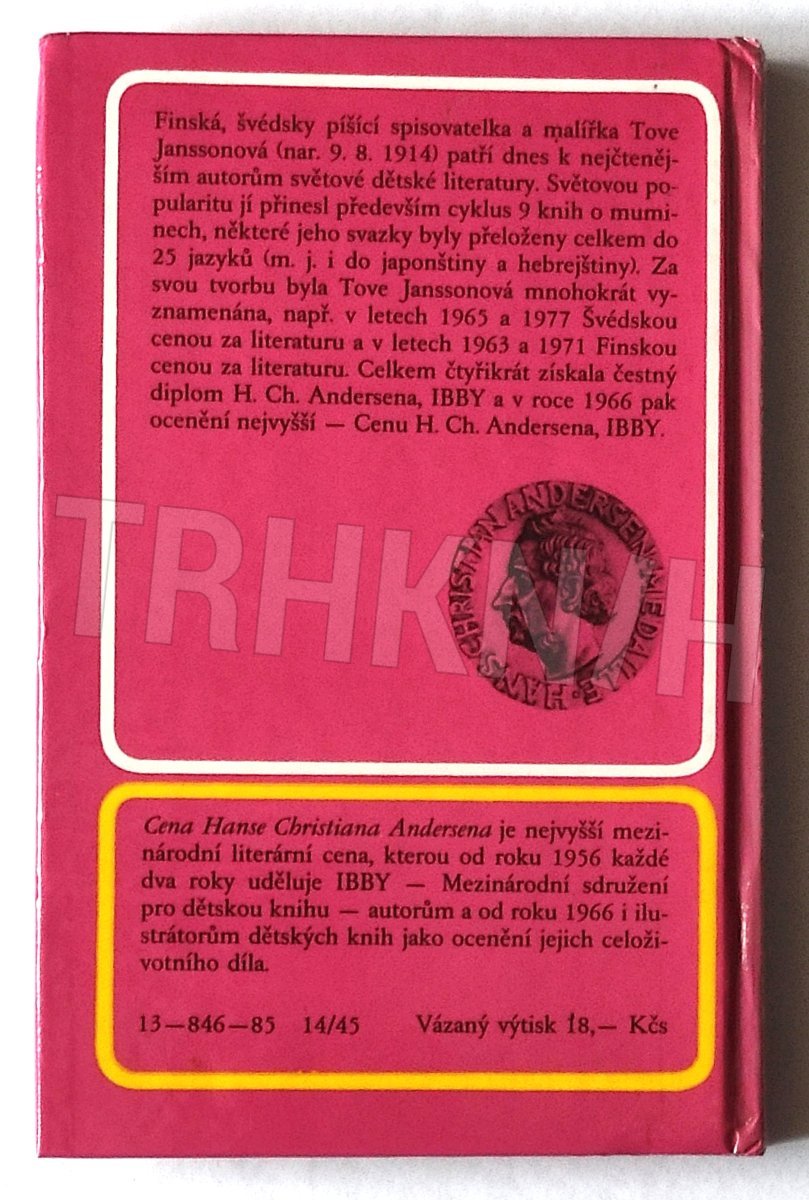 Finská, švédsky píšící spisovatelka a malířka Tove
Janssonová (nar. 9. 8. 1914) patří dnes k nejčteněj-
ším autorům světové dětské literatury. Světovou po-
pularitu jí přinesl především cyklus 9 knih o mumi-
nech, některé jeho svazky byly přeloženy celkem do
25 jazyků (m. j. i do japonštiny a hebrejštiny). Za
svou tvorbu byla Tove Janssonová mnohokrát vy-
znamenána, např. v letech 1965 a 1977 Švédskou
cenou za literaturu a v letech 1963 a 1971 Finskou
cenou za literaturu. Celkem čtyřikrát získala čestný
diplom H. Ch. Andersena, IBBY a v roce 1966 pak
ocenění nejvyšší — Cenu H. Ch. Andersena, IBBY.
HANS CHRISTIAN ANDERSEN-MEDAILLE
TRHKNIH
Cena Hanse Christiana Andersena je nejvyšší mezi-
národní literární cena, kterou od roku 1956 každé
dva roky uděluje IBBY — Mezinárodní sdružení
pro dětskou knihu — autorům a od roku 1966 i ilu-
strátorům dětských knih jako ocenění jejich celoži-
votního díla.
13—846—85 14/45 Vázaný výtisk 18,— Kčs